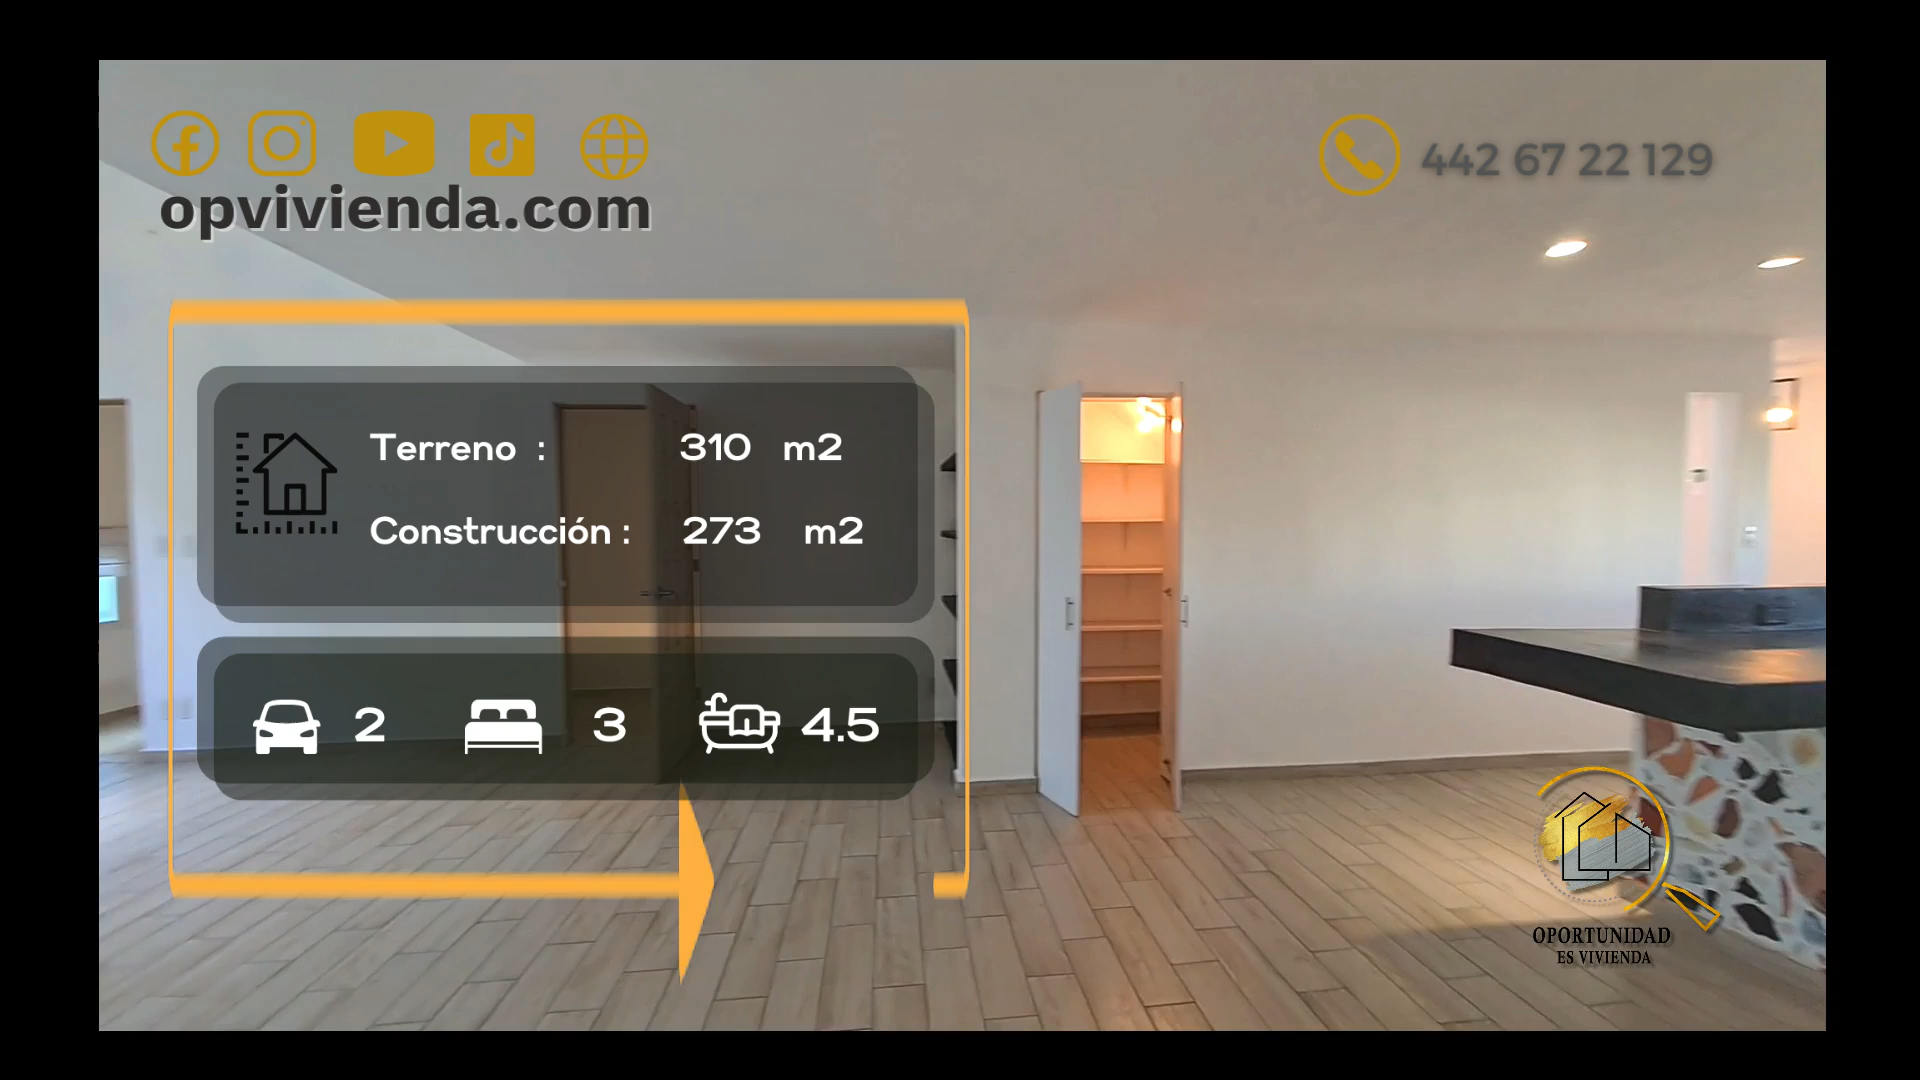 opvivienda.com
442 67 22 129
Terreno : 310 m2
Construcción : 273 m2
2 3 4.5
OPORTUNIDAD
ES VIVIENDA